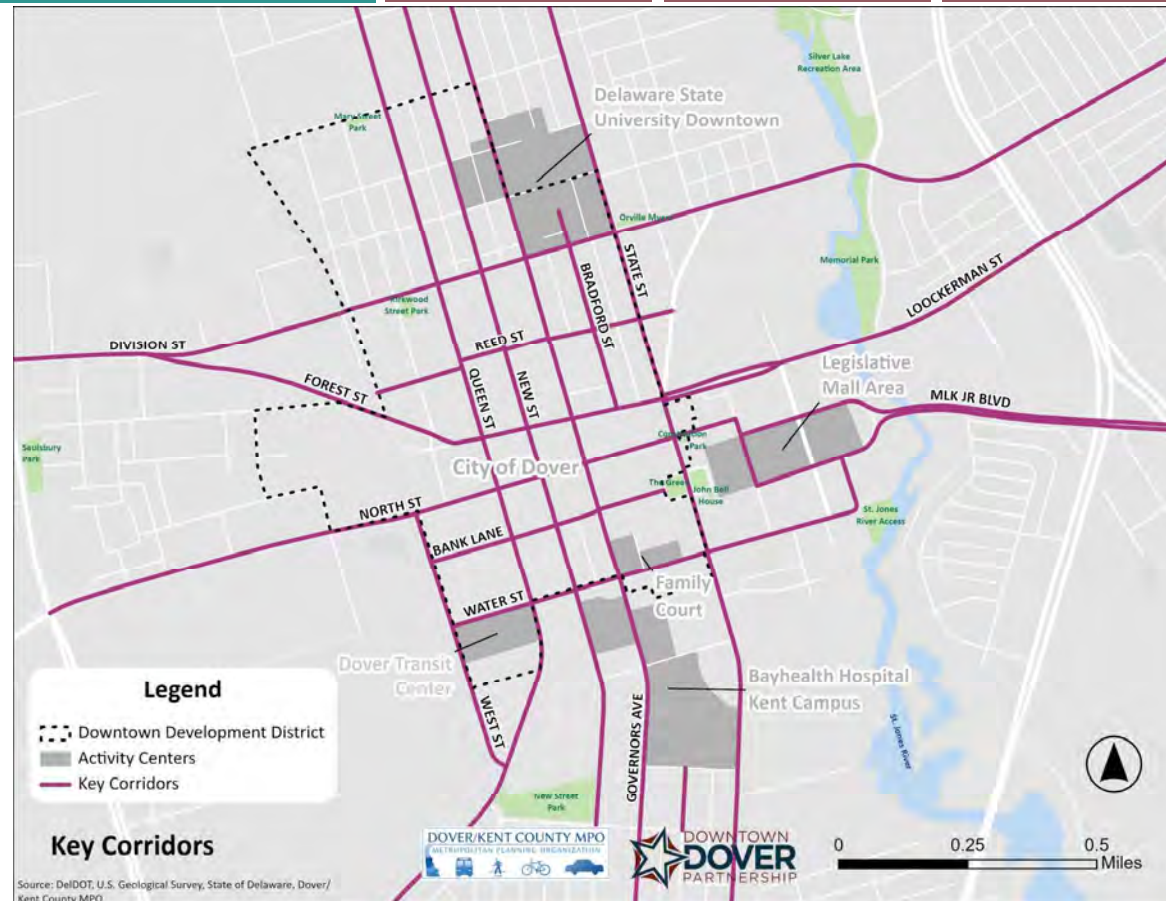 Silver Lake
Recreation Area
Delaware State
University Downtown
Mary Street
Park
Orville Myers
STATE ST
Memorial Park
BRADFORD ST
LOOCKERMAN ST
Kirkwood
Street Park
DIVISION ST
REED ST
Legislative
Mall Area
FOREST ST
QUEEN ST
NEW ST
MLK JR BLVD
Constitution
Park
Saulsbury
Park
City of Dover
The Green
John Bell
House
NORTH ST
St. Jones
River Access
BANK LANE
Family
Court
WATER ST
Dover Transit
Center
Bayhealth Hospital
Kent Campus
WEST ST
GOVERNORS AVE
St. Jones River
New Street
Park
Legend
Downtown Development District
Activity Centers
Key Corridors
Key Corridors
DOVER/KENT COUNTY MPO
METROPOLITAN PLANNING ORGANIZATION
DOWNTOWN
DOVER
PARTNERSHIP
0 0.25 0.5
Miles
Source: DelDOT, U.S. Geological Survey, State of Delaware, Dover/
Kent County MPO